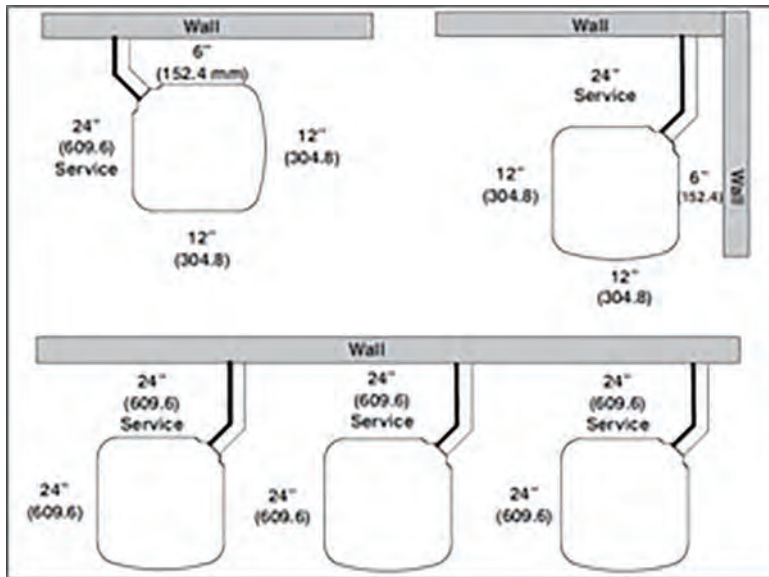 Wall
6"
(152.4 mm)
24"
(609.6)
Service
12"
(304.8)
12"
(304.8)
Wall
24"
Service
12"
(304.8)
6"
(152.4)
Wall
12"
(304.8)
Wall
24"
(609.6)
Service
24"
(609.6)
Service
24"
(609.6)
Service
24"
(609.6)
24"
(609.6)
24"
(609.6)